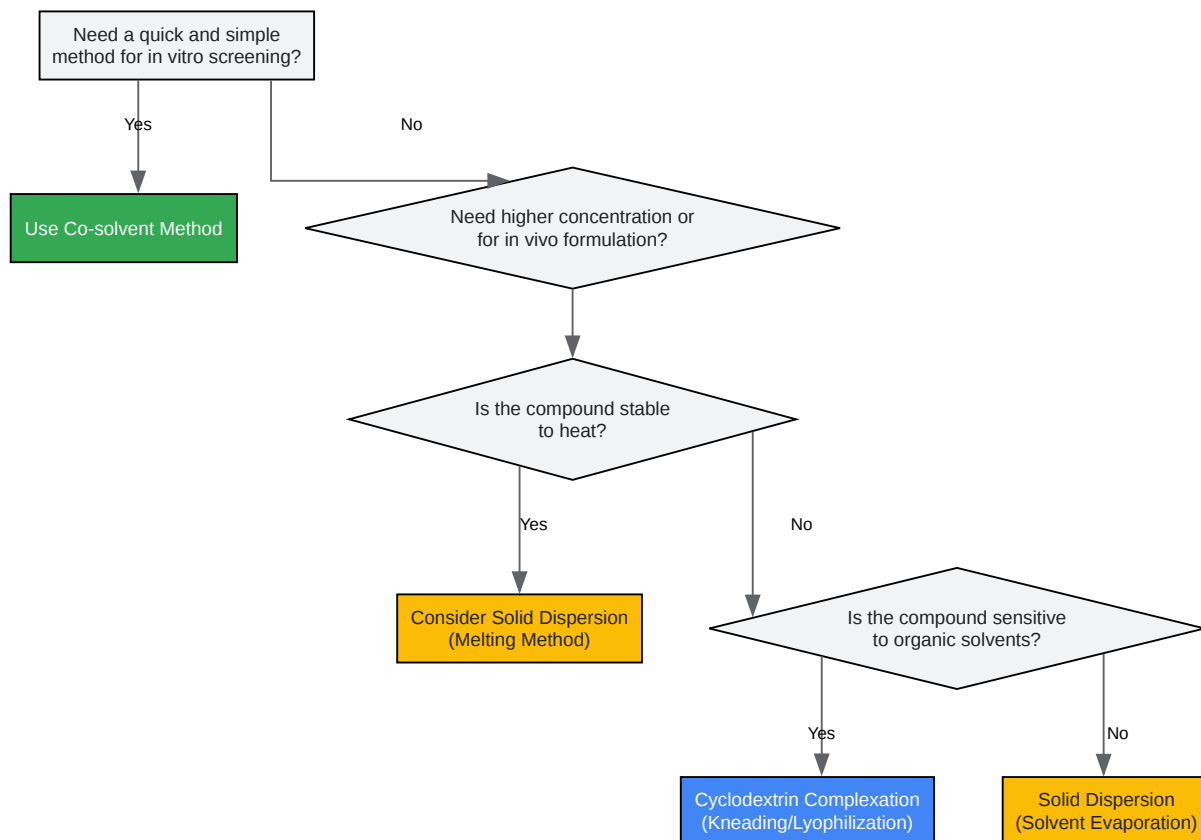 Need a quick and simple
method for in vitro screening?
Yes
No
Use Co-solvent Method
Need higher concentration or
for in vivo formulation?
Is the compound stable
to heat?
Yes
No
Consider Solid Dispersion
(Melting Method)
Is the compound sensitive
to organic solvents?
Yes
No
Cyclodextrin Complexation
(Kneading/Lyophilization)
Solid Dispersion
(Solvent Evaporation)